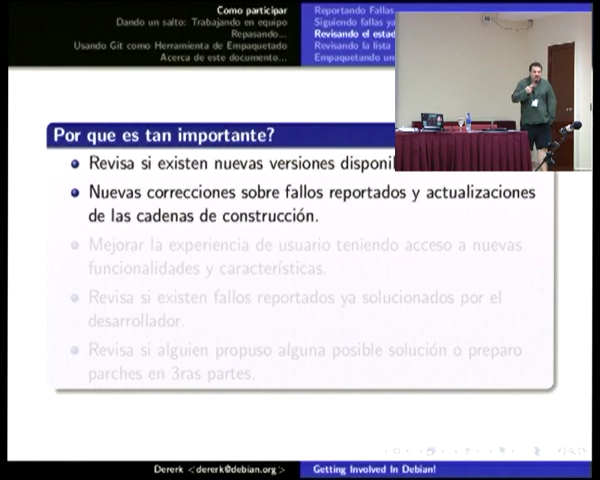 Como participar
Dando un salto: Trabajando en equipo
Repasando...
Usando Git como Herramienta de Empaquetado
Acerca de este documento...
Reportando Fallas
Siguiendo fallas ya
Revisando el estad
Revisando la lista
Empaquetando un
Por que es tan importante?
Revisa si existen nuevas versiones disponi
Nuevas correcciones sobre fallos reportados y actualizaciones
de las cadenas de construcción.
Mejorar la experiencia de usuario teniendo acceso a nuevas
funcionalidades y características.
Revisa si existen fallos reportados ya solucionados por el
desarrollador.
Revisa si alguien propuso alguna posible solución o preparo
parches en 3ras partes.
Dererk <dererk@debian.org>
Getting Involved In Debian!